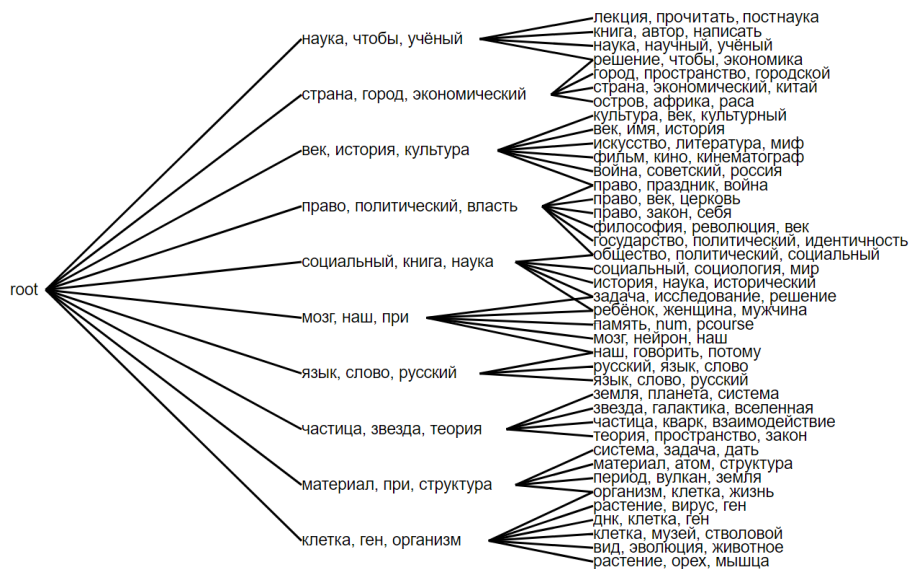 root
наука, чтобы, учёный
страна, город, экономический
век, история, культура
право, политический, власть
социальный, книга, наука
мозг, наш, при
язык, слово, русский
частица, звезда, теория
материал, при, структура
клетка, ген, организм
лекция, прочитать, постнаука
книга, автор, написать
наука, научный, учёный
решение, чтобы, экономика
город, пространство, городской
страна, экономический, китай
остров, африка, раса
культура, век, культурный
век, имя, история
искусство, литература, миф
фильм, кино, кинематограф
война, советский, россия
право, праздник, война
право, век, церковь
право, закон, себя
философия, революция, век
государство, политический, идентичность
общество, политический, социальный
социальный, социология, мир
история, наука, исторический
задача, исследование, решение
ребёнок, женщина, мужчина
память, num, pcourse
мозг, нейрон, наш
наш, говорить, потому
русский, язык, слово
язык, слово, русский
земля, планета, система
звезда, галактика, вселенная
частица, кварк, взаимодействие
теория, пространство, закон
система, задача, дать
материал, атом, структура
период, вулкан, земля
организм, клетка, жизнь
растение, вирус, ген
днк, клетка, ген
клетка, музей, стволовой
вид, эволюция, животное
растение, орех, мышца